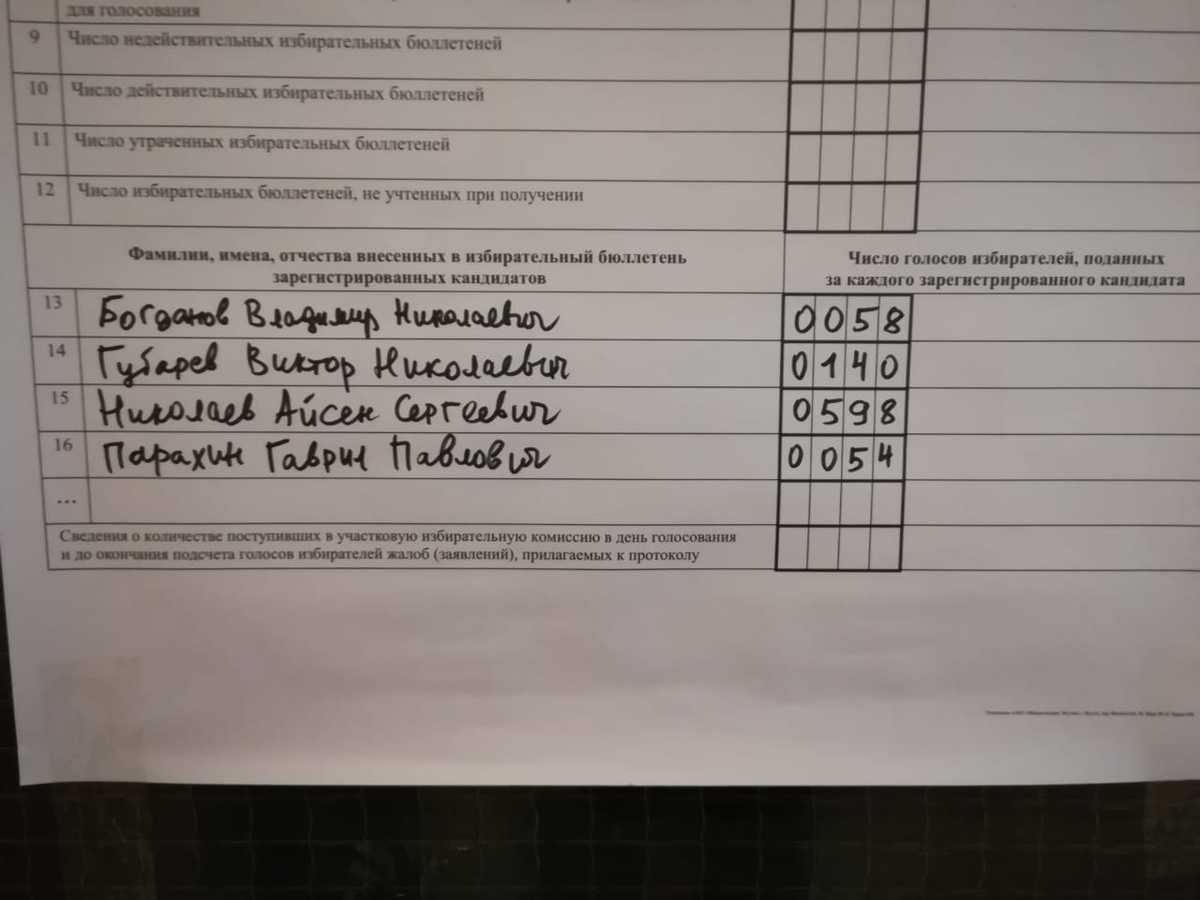 для голосования
9 Число недействительных избирательных бюллетеней
10 Число действительных избирательных бюллетеней
11 Число утраченных избирательных бюллетеней
12 Число избирательных бюллетеней, не учтенных при получении
Фамилии, имена, отчества внесенных в избирательный бюллетень
зарегистрированных кандидатов
Число голосов избирателей, поданных
за каждого зарегистрированного кандидата
13 Богданов Владимир Николаевич 0058
14 Губарев Виктор Николаевич 0140
15 Николаев Айсен Сергеевич 0598
16 Парахин Гаврил Павлович 0054
...
Сведения о количестве поступивших в участковую избирательную комиссию в день голосования
и до окончания подсчета голосов избирателей жалоб (заявлений), прилагаемых к протоколу